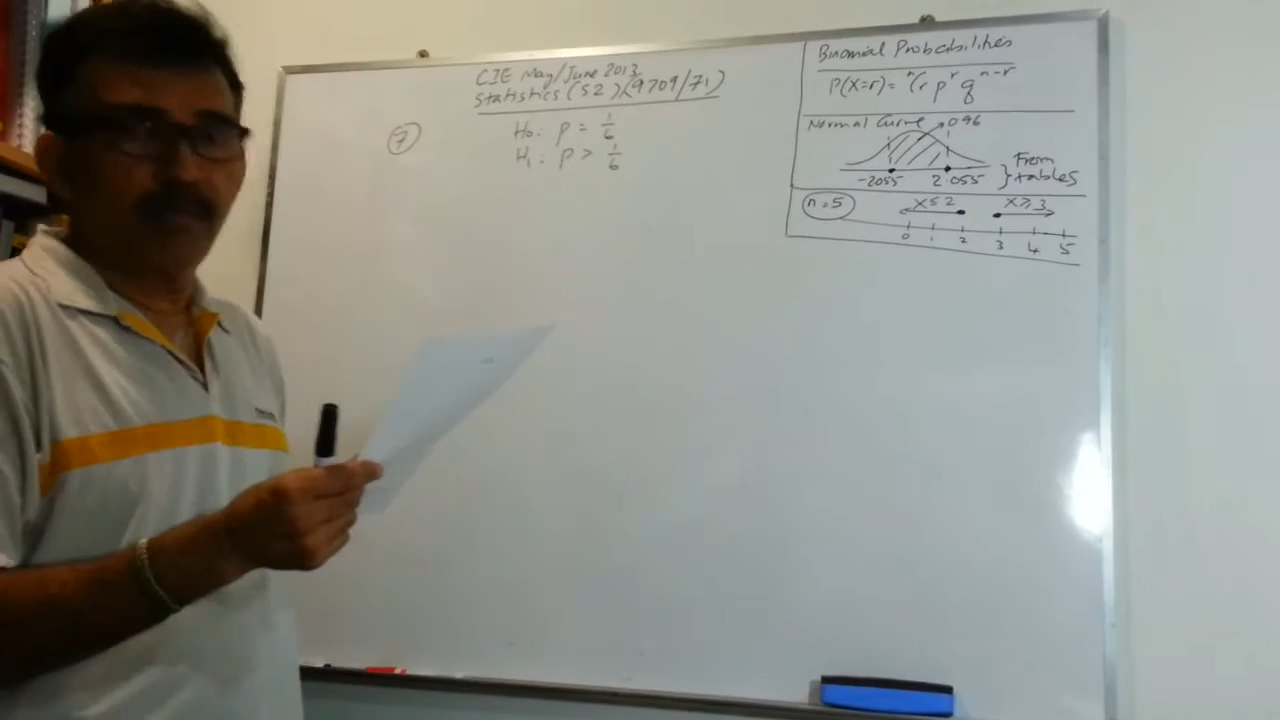 CIE May/June 2013
Statistics (S2) (9709/71)
7
H₀: p = 1/6
H₁: p > 1/6
Binomial Probabilities
P(X=r) = ⁿCr pʳ qⁿ⁻ʳ
Normal Curve 0.96
-2.055 2.055 } From tables
n=5 X≤2 X≥3
0 1 2 3 4 5